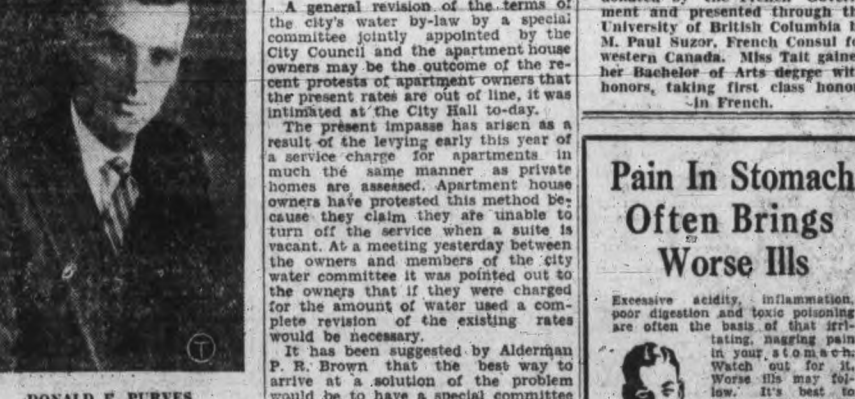 A general revision of the terms of
the city's water by-law by a special
committee jointly appointed by the
City Council and the apartment house
owners may be the outcome of the re-
cent protests of apartment owners that
the present rates are out of line, it was
intimated at the City Hall to-day.
The present impasse has arisen as a
result of the levying early this year of
a service charge for apartments in
much the same manner as private
homes are assessed. Apartment house
owners have protested this method be-
cause they claim they are unable to
turn off the service when a suite is
vacant. At a meeting yesterday between
the owners and members of the city
water committee it was pointed out to
the owners that if they were charged
for the amount of water used a com-
plete revision of the existing rates
would be necessary.
It has been suggested by Alderman
P. R. Brown that the best way to
arrive at a solution of the problem
would be to have a special committee
ment and presented through
University of British Columbia
M. Paul Suzor, French Consul
western Canada. Miss Tait
her Bachelor of Arts degree
honors, taking first class
in French.
Pain In Stomach
Often Brings
Worse Ills
Excessive acidity, inflammation,
poor digestion and toxic poisoning
are often the basis of that irri-
tating, nagging pain
in your stomach.
Watch out for it.
Worse ills may fol-
low. It's best to
T
DONALD E. PURVES